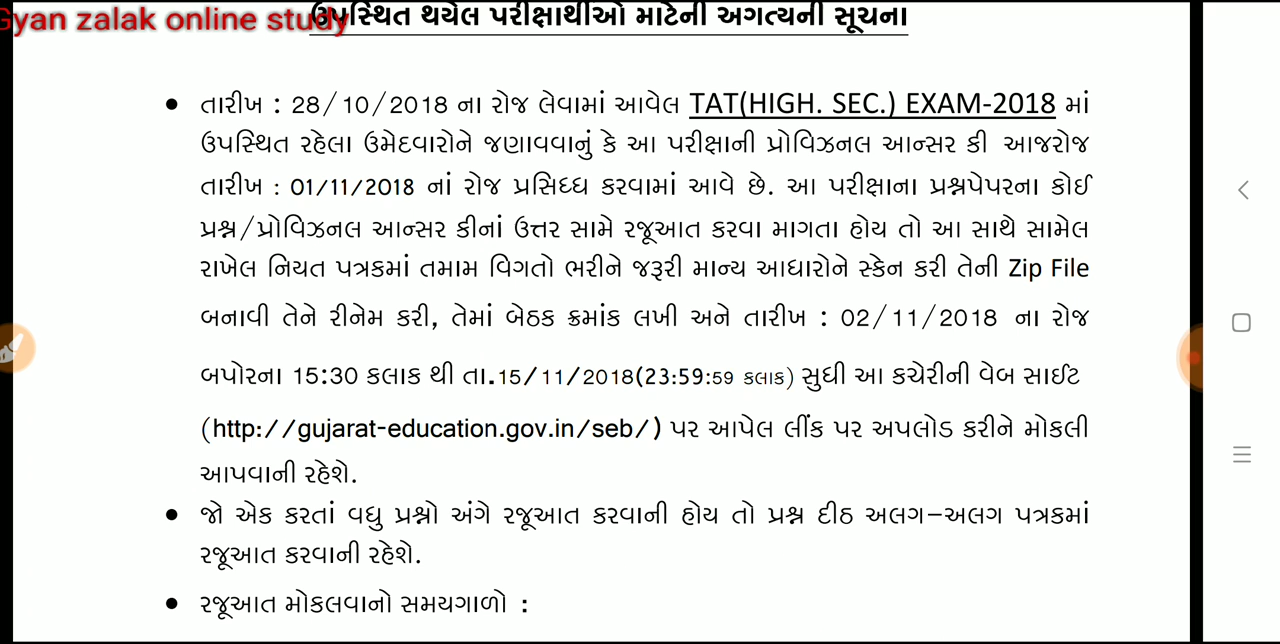 Gyan zalak online study
ઉપસ્થિત થયેલ પરીક્ષાર્થીઓ માટેની અગત્યની સૂચના
• તારીખ : 28/10/2018 ના રોજ લેવામાં આવેલ TAT(HIGH. SEC.) EXAM-2018 માં
ઉપસ્થિત રહેલા ઉમેદવારોને જણાવવાનું કે આ પરીક્ષાની પ્રોવિઝનલ આન્સર કી આજરોજ
તારીખ : 01/11/2018 નાં રોજ પ્રસિધ્ધ કરવામાં આવે છે. આ પરીક્ષાના પ્રશ્નપેપરના કોઈ
પ્રશ્ન/પ્રોવિઝનલ આન્સર કીનાં ઉત્તર સામે રજૂઆત કરવા માગતા હોય તો આ સાથે સામેલ
રાખેલ નિયત પત્રકમાં તમામ વિગતો ભરીને જરૂરી માન્ય આધારોને સ્કેન કરી તેની Zip File
બનાવી તેને રીનેમ કરી, તેમાં બેઠક ક્રમાંક લખી અને તારીખ : 02/11/2018 ના રોજ
બપોરના 15:30 કલાક થી તા.15/11/2018(23:59:59 કલાક) સુધી આ કચેરીની વેબ સાઈટ
(http://gujarat-education.gov.in/seb/) પર આપેલ લીંક પર અપલોડ કરીને મોકલી
આપવાની રહેશે.
• જો એક કરતાં વધુ પ્રશ્નો અંગે રજૂઆત કરવાની હોય તો પ્રશ્ન દીઠ અલગ-અલગ પત્રકમાં
રજૂઆત કરવાની રહેશે.
• રજૂઆત મોકલવાનો સમયગાળો :